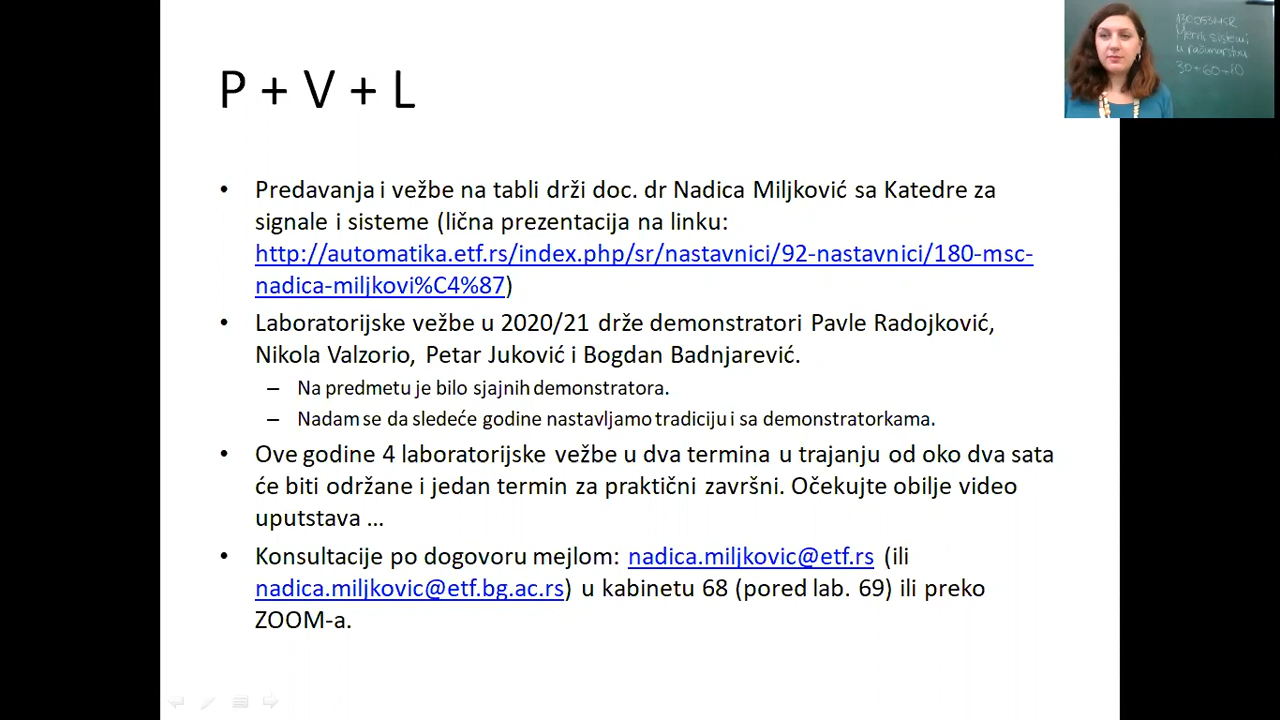 P + V + L
13E053MSR
Merni sistemi
u računarstvu
• Predavanja i vežbe na tabli drži doc. dr Nadica Miljković sa Katedre za
signale i sisteme (lična prezentacija na linku:
http://automatika.etf.rs/index.php/sr/nastavnici/92-nastavnici/180-msc-
nadica-miljkovi%C4%87)
• Laboratorijske vežbe u 2020/21 drže demonstratori Pavle Radojković,
Nikola Valzorio, Petar Juković i Bogdan Badnjarević.
– Na predmetu je bilo sjajnih demonstratora.
– Nadam se da sledeće godine nastavljamo tradiciju i sa demonstratorkama.
• Ove godine 4 laboratorijske vežbe u dva termina u trajanju od oko dva sata
će biti održane i jedan termin za praktični završni. Očekujte obilje video
uputstava ...
• Konsultacije po dogovoru mejlom: nadica.miljkovic@etf.rs (ili
nadica.miljkovic@etf.bg.ac.rs) u kabinetu 68 (pored lab. 69) ili preko
ZOOM-a.